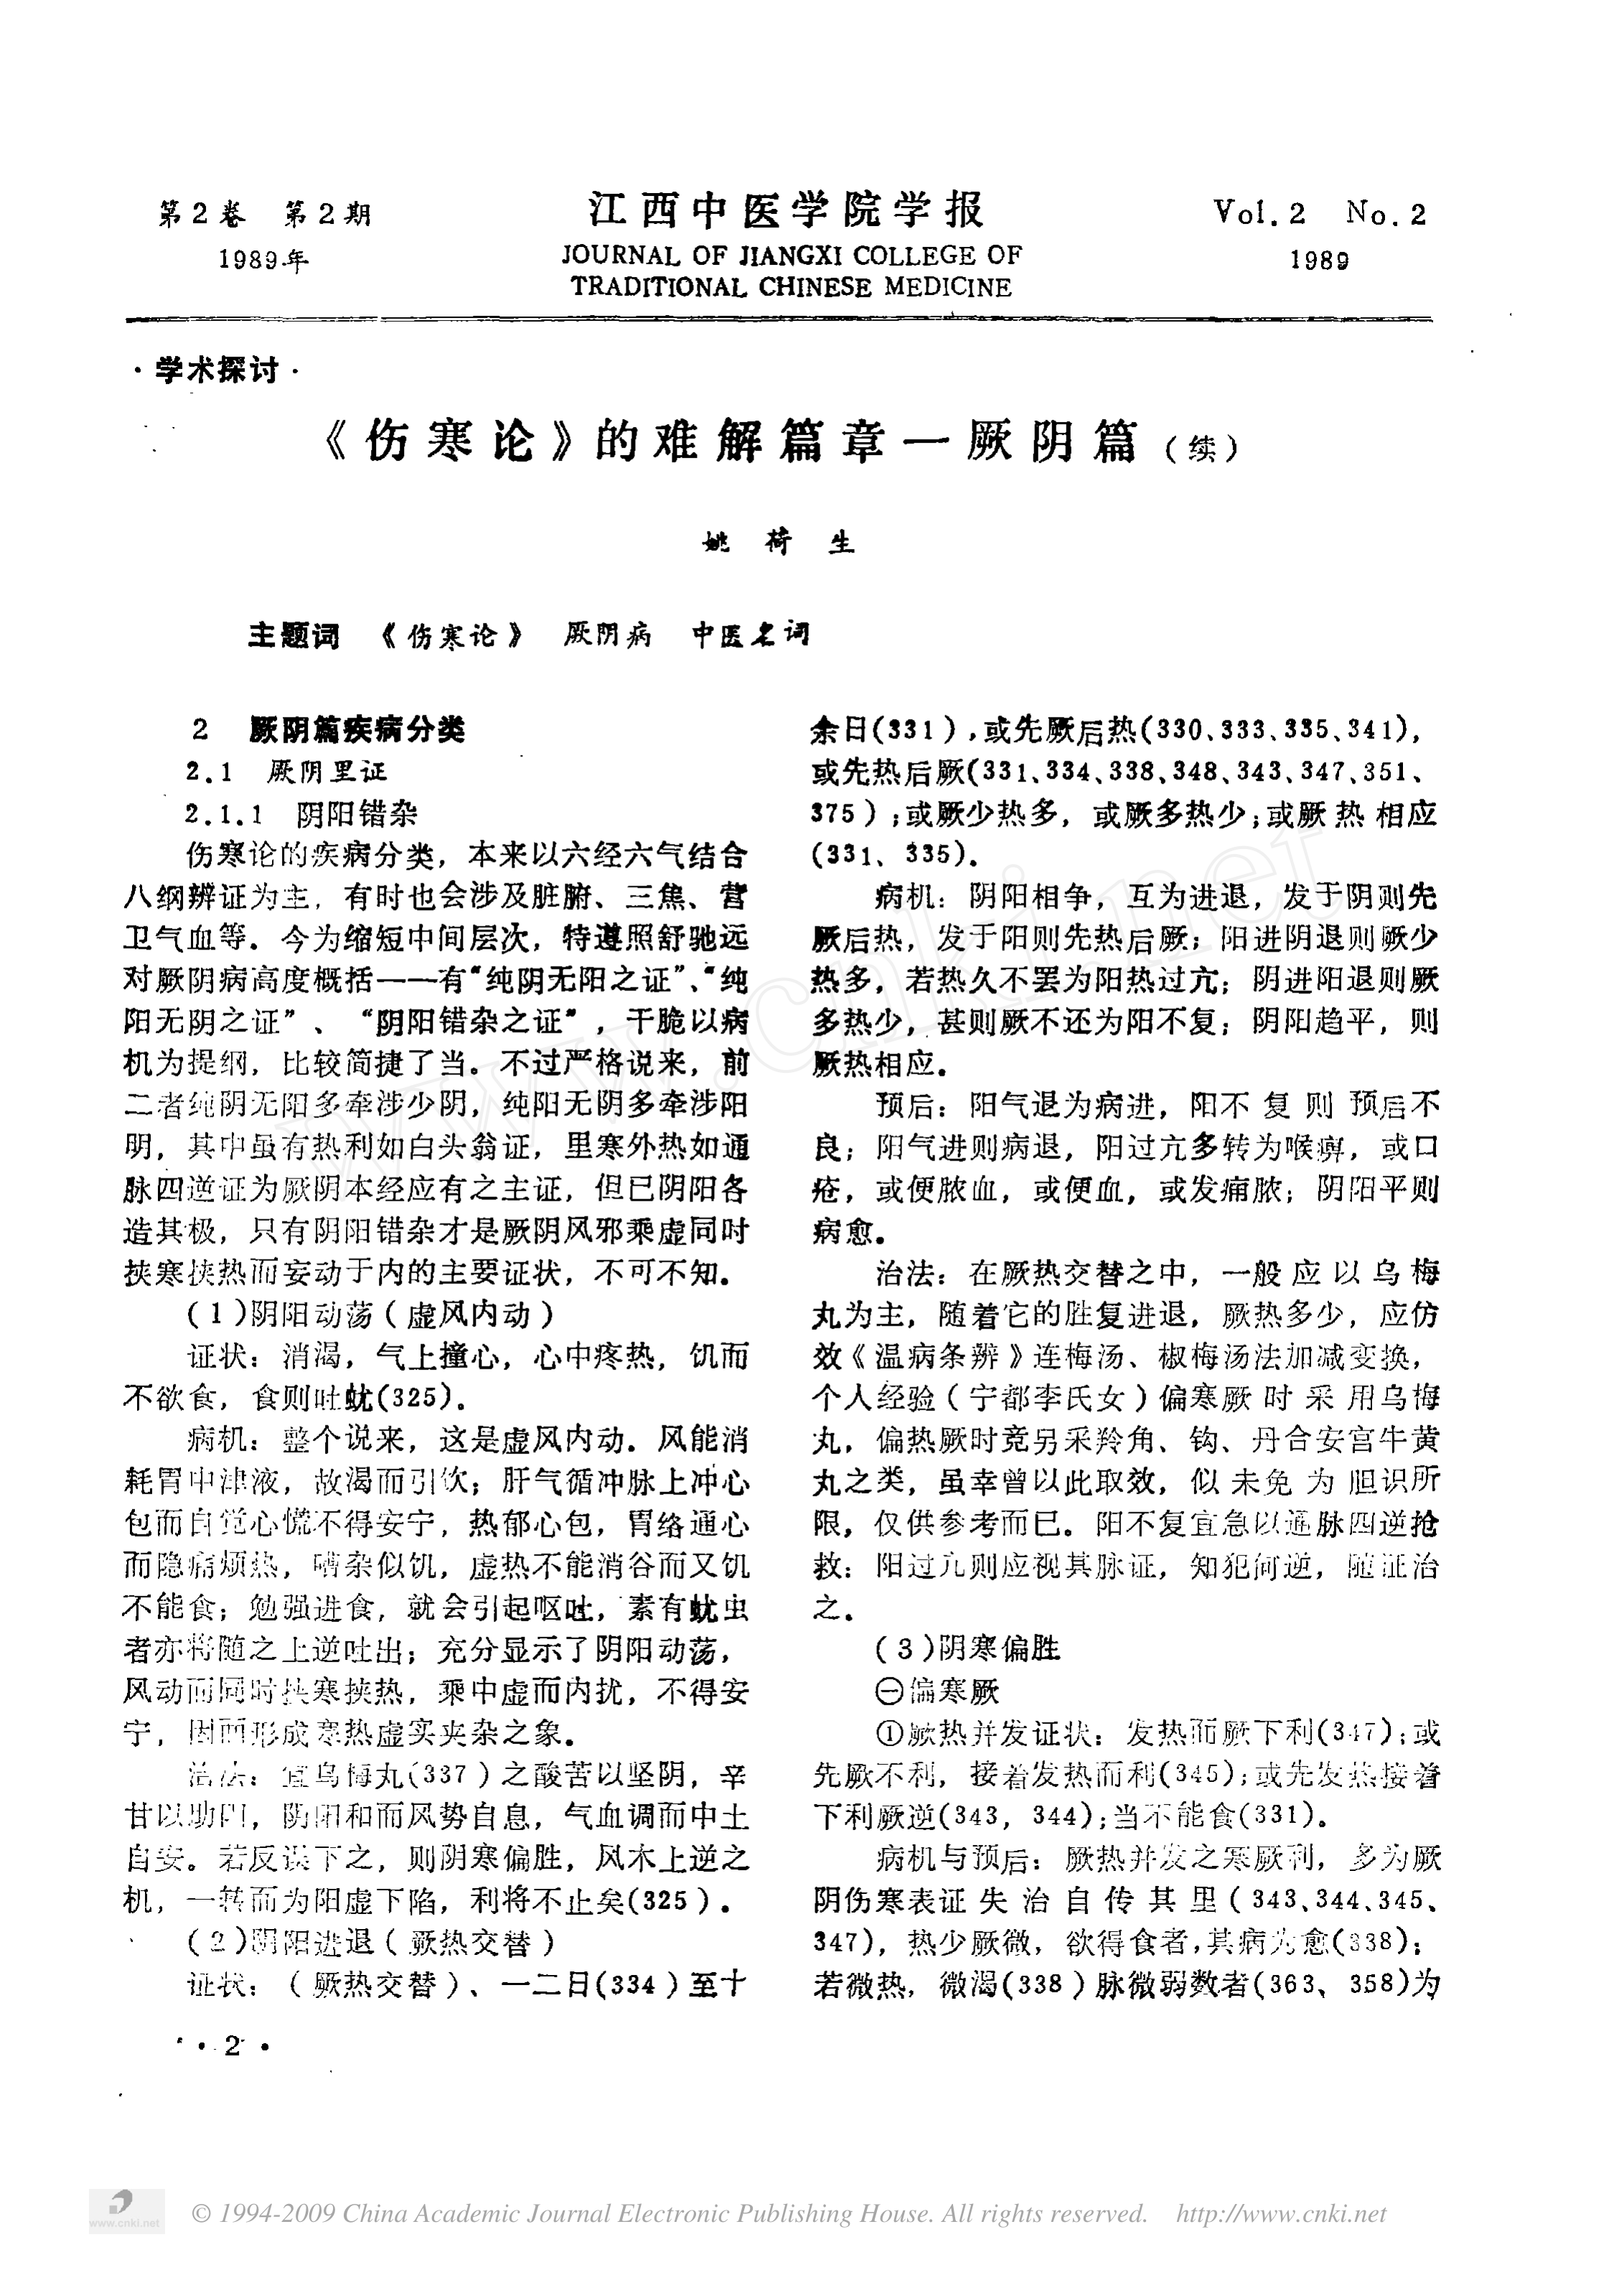 第2卷 第2期
1989年
江西中医学院学报
JOURNAL OF JIANGXI COLLEGE OF
TRADITIONAL CHINESE MEDICINE
Vol.2 No.2
1989
·学术探讨·
《伤寒论》的难解篇章—厥阴篇(续)
姚荷生
主题词 《伤寒论》 厥阴病 中医名词
2 厥阴篇疾病分类
2.1 厥阴里证
2.1.1 阴阳错杂
伤寒论的疾病分类，本来以六经六气结合
八纲辨证为主，有时也会涉及脏腑、三焦、营
卫气血等。今为缩短中间层次，特遵照舒驰远
对厥阴病高度概括——有“纯阴无阳之证”、“纯
阳无阴之证”、“阴阳错杂之证”，干脆以病
机为提纲，比较简捷了当。不过严格说来，前
二者纯阴无阳多牵涉少阴，纯阳无阴多牵涉阳
明，其中虽有热利如白头翁证，里寒外热如通
脉四逆证为厥阴本经应有之主证，但已阴阳各
造其极，只有阴阳错杂才是厥阴风邪乘虚同时
挟寒挟热而妄动于内的主要证状，不可不知。
(1)阴阳动荡(虚风内动)
证状：消渴，气上撞心，心中疼热，饥而
不欲食，食则吐蚘(325)。
病机：整个说来，这是虚风内动。风能消
耗胃中津液，故渴而引饮；肝气循冲脉上冲心
包而自觉心慌不得安宁，热郁心包，胃络通心
而隐痛烦热，嘈杂似饥，虚热不能消谷而又饥
不能食；勉强进食，就会引起呕吐，素有蚘虫
者亦将随之上逆吐出；充分显示了阴阳动荡，
风动而同时挟寒挟热，乘中虚而内扰，不得安
宁，因而形成寒热虚实夹杂之象。
治法：宜乌梅丸(337)之酸苦以坚阴，辛
甘以助阳，阴阳和而风势自息，气血调而中土
自安。若反误下之，则阴寒偏胜，风木上逆之
机，一转而为阳虚下陷，利将不止矣(325)。
(2)阴阳进退(厥热交替)
证状：(厥热交替)、一二日(334)至十
余日(331)，或先厥后热(330、333、335、341)，
或先热后厥(331、334、338、348、343、347、351、
375)；或厥少热多，或厥多热少；或厥热相应
(331、335)。
病机：阴阳相争，互为进退，发于阴则先
厥后热，发于阳则先热后厥；阳进阴退则厥少
热多，若热久不罢为阳热过亢；阴进阳退则厥
多热少，甚则厥不还为阳不复；阴阳趋平，则
厥热相应。
预后：阳气退为病进，阳不复则预后不
良；阳气进则病退，阳过亢多转为喉痹，或口
疮，或便脓血，或便血，或发痈脓；阴阳平则
病愈。
治法：在厥热交替之中，一般应以乌梅
丸为主，随着它的胜复进退，厥热多少，应仿
效《温病条辨》连梅汤、椒梅汤法加减变换，
个人经验(宁都李氏女)偏寒厥时采用乌梅
丸，偏热厥时竞另采羚角、钩、丹合安宫牛黄
丸之类，虽幸曾以此取效，似未免为胆识所
限，仅供参考而已。阳不复宜急以通脉四逆抢
救：阳过亢则应视其脉证，知犯何逆，随证治
之。
(3)阴寒偏胜
㊀偏寒厥
①厥热并发证状：发热而厥下利(347)；或
先厥不利，接着发热而利(345)；或先发热接着
下利厥逆(343，344)；当不能食(331)。
病机与预后：厥热并发之寒厥利，多为厥
阴伤寒表证失治自传其里(343、344、345、
347)，热少厥微，欲得食者，其病为愈(338)；
若微热，微渴(338)脉微弱数者(363、358)为
·2·
www.cnki.net
www.cnki.net
© 1994-2009 China Academic Journal Electronic Publishing House. All rights reserved. http://www.cnki.net